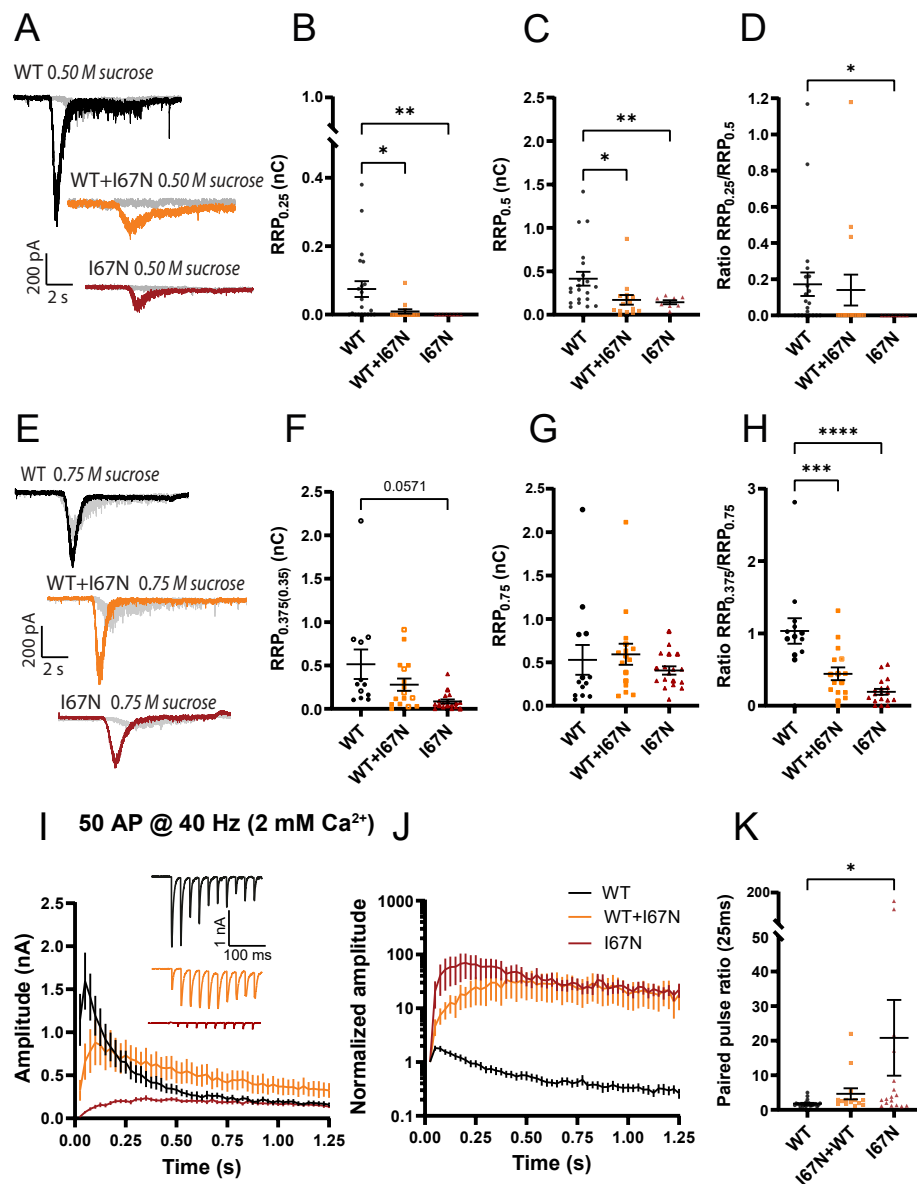 A
WT 0.50 M sucrose
WT+I67N 0.50 M sucrose
I67N 0.50 M sucrose
200 pA
2 s
B
**
*
1.0
0.4
0.2
0.0
RRP0.25 (nC)
WT
WT+I67N
I67N
C
**
*
2.5
2.0
1.5
1.0
0.5
0.0
RRP0.5 (nC)
WT
WT+I67N
I67N
D
*
1.2
1.0
0.8
0.6
0.4
0.2
0.0
Ratio RRP0.25/RRP0.5
WT
WT+I67N
I67N
E
WT 0.75 M sucrose
WT+I67N 0.75 M sucrose
I67N 0.75 M sucrose
200 pA
2 s
F
0.0571
2.5
2.0
1.5
1.0
0.5
0.0
RRP0.375(0.35) (nC)
WT
WT+I67N
I67N
G
2.5
2.0
1.5
1.0
0.5
0.0
RRP0.75 (nC)
WT
WT+I67N
I67N
H
****
***
3
2
1
0
Ratio RRP0.375/RRP0.75
WT
WT+I67N
I67N
I
50 AP @ 40 Hz (2 mM Ca2+)
1 nA
100 ms
2.5
2.0
1.5
1.0
0.5
0.0
Amplitude (nA)
0.00 0.25 0.50 0.75 1.00 1.25
Time (s)
J
WT
WT+I67N
I67N
1000
100
10
1
0.1
Normalized amplitude
0.00 0.25 0.50 0.75 1.00 1.25
Time (s)
K
*
200
50
40
30
20
10
0
Paired pulse ratio (25ms)
WT
I67N+WT
I67N